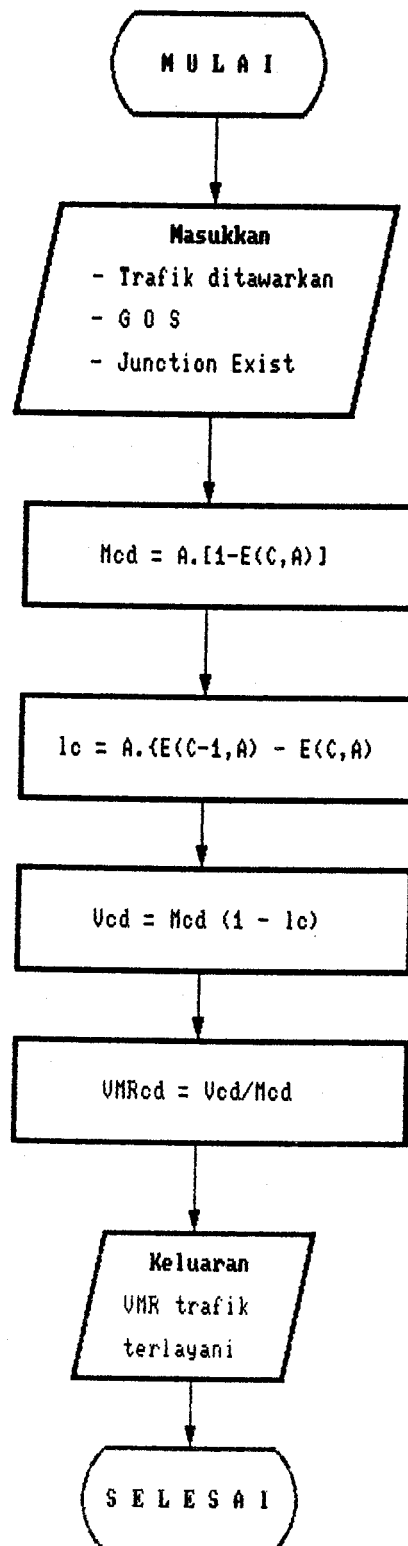 M U L A I
Masukkan
- Trafik ditawarkan
- G O S
- Junction Exist
Mcd = A.[1-E(C,A)]
lc = A.{E(C-1,A) - E(C,A)
Vcd = Mcd (1 - lc)
VMRcd = Vcd/Mcd
Keluaran
VMR trafik
terlayani
S E L E S A I